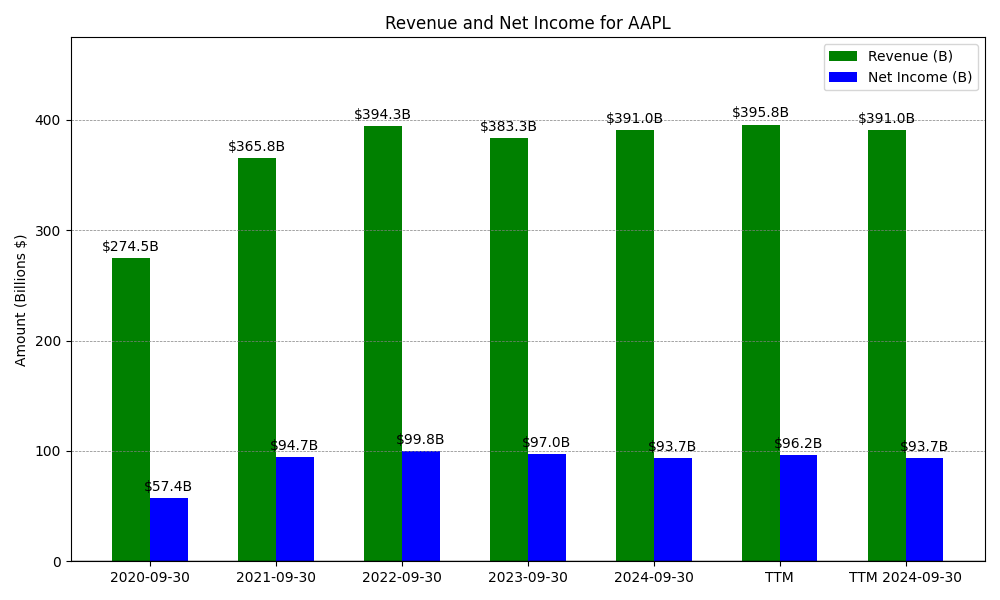 Revenue and Net Income for AAPL
Revenue (B)
Net Income (B)
Amount (Billions $)
400
300
200
100
0
$274.5B
$57.4B
$365.8B
$94.7B
$394.3B
$99.8B
$383.3B
$97.0B
$391.0B
$93.7B
$395.8B
$96.2B
$391.0B
$93.7B
2020-09-30
2021-09-30
2022-09-30
2023-09-30
2024-09-30
TTM
TTM 2024-09-30